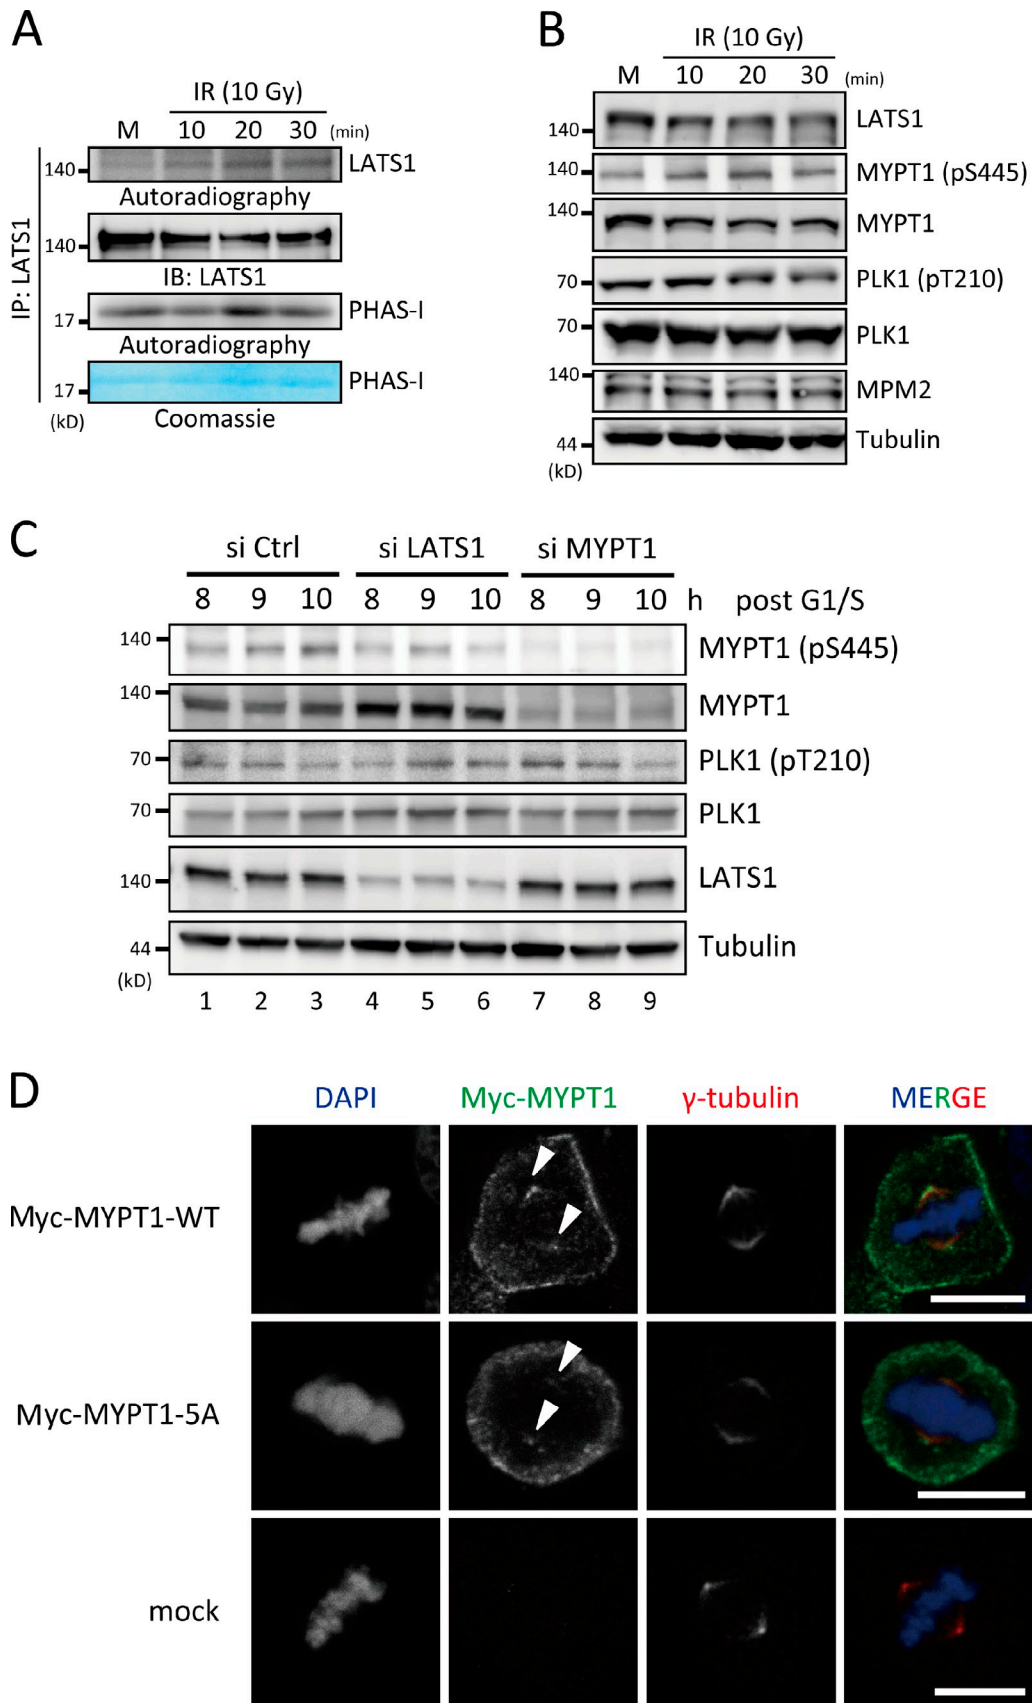 A
IR (10 Gy)
M 10 20 30 (min)
IP: LATS1
140 LATS1
Autoradiography
140
IB: LATS1
17 PHAS-I
Autoradiography
17 PHAS-I
(kD) Coomassie
B
IR (10 Gy)
M 10 20 30 (min)
140 LATS1
140 MYPT1 (pS445)
140 MYPT1
70 PLK1 (pT210)
70 PLK1
140 MPM2
44 Tubulin
(kD)
C
si Ctrl si LATS1 si MYPT1
8 9 10 8 9 10 8 9 10 h post G1/S
140 MYPT1 (pS445)
140 MYPT1
70 PLK1 (pT210)
70 PLK1
140 LATS1
44 Tubulin
(kD)
1 2 3 4 5 6 7 8 9
D
DAPI Myc-MYPT1 γ-tubulin MERGE
Myc-MYPT1-WT
Myc-MYPT1-5A
mock